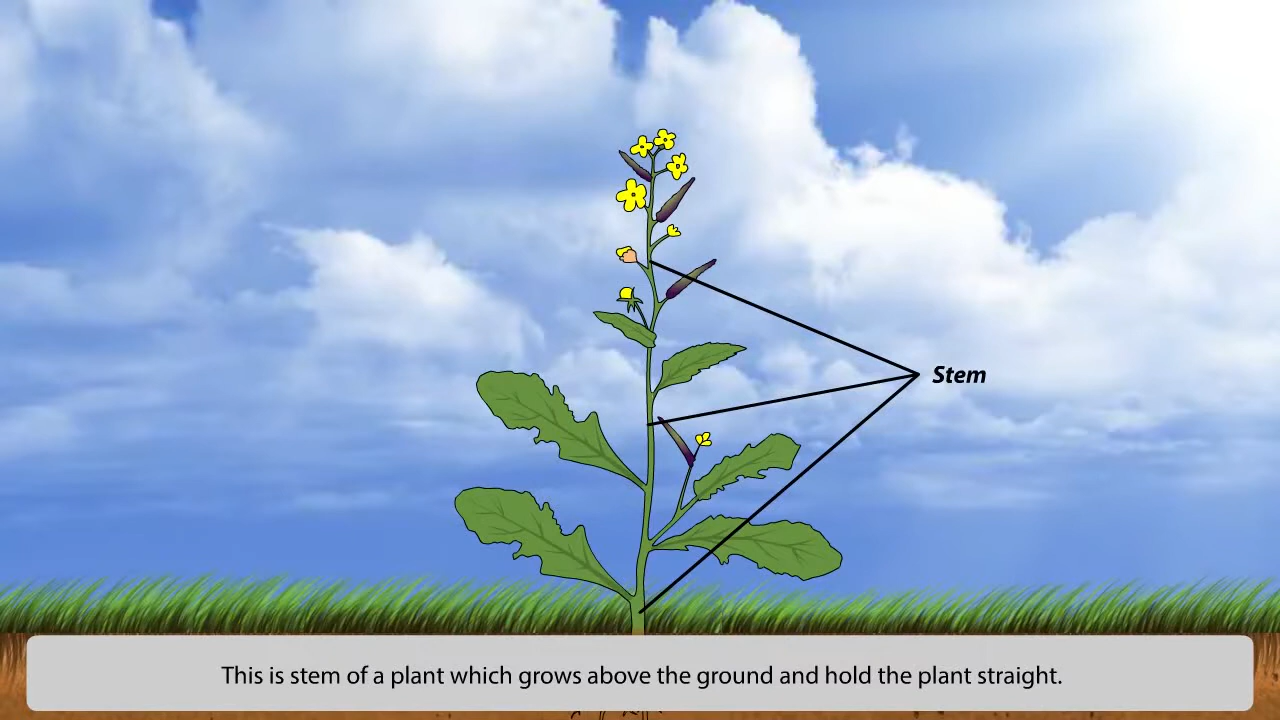 Stem
This is stem of a plant which grows above the ground and hold the plant straight.